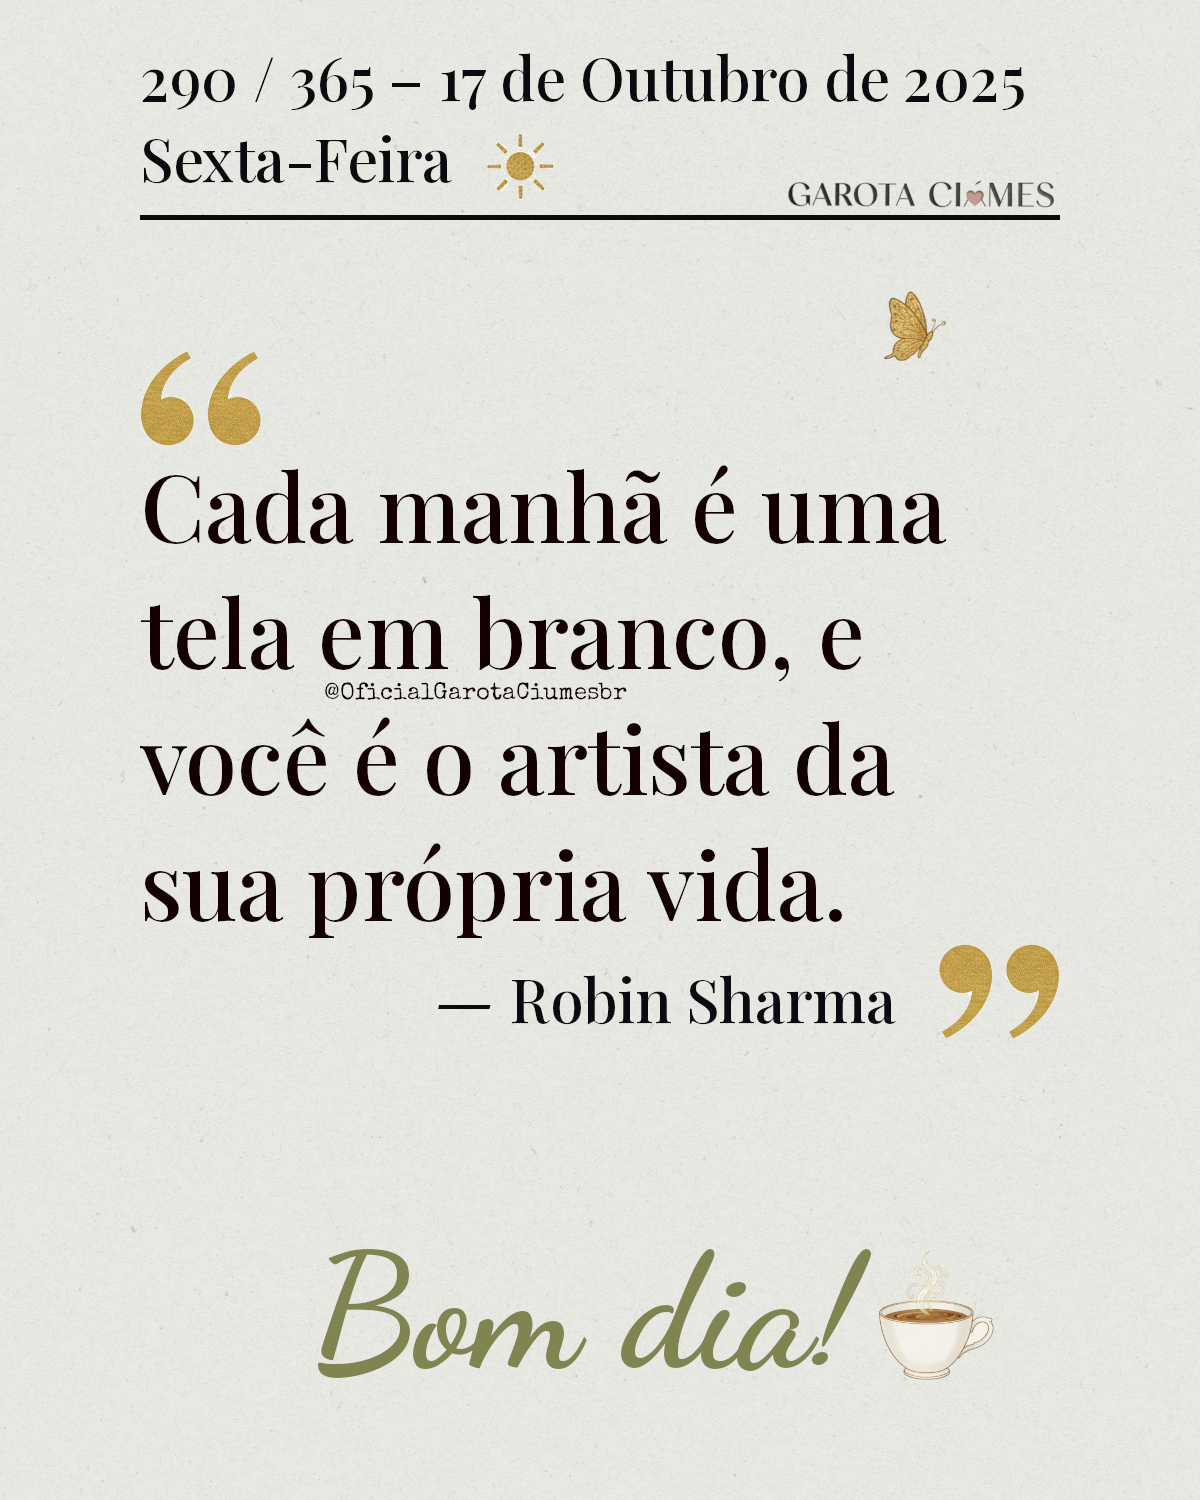 290 / 365 – 17 de Outubro de 2025
Sexta-Feira
GAROTA CIÚMES
“
Cada manhã é uma
tela em branco, e
@OficialGarotaCiumesbr
você é o artista da
sua própria vida.
— Robin Sharma ”
Bom dia!